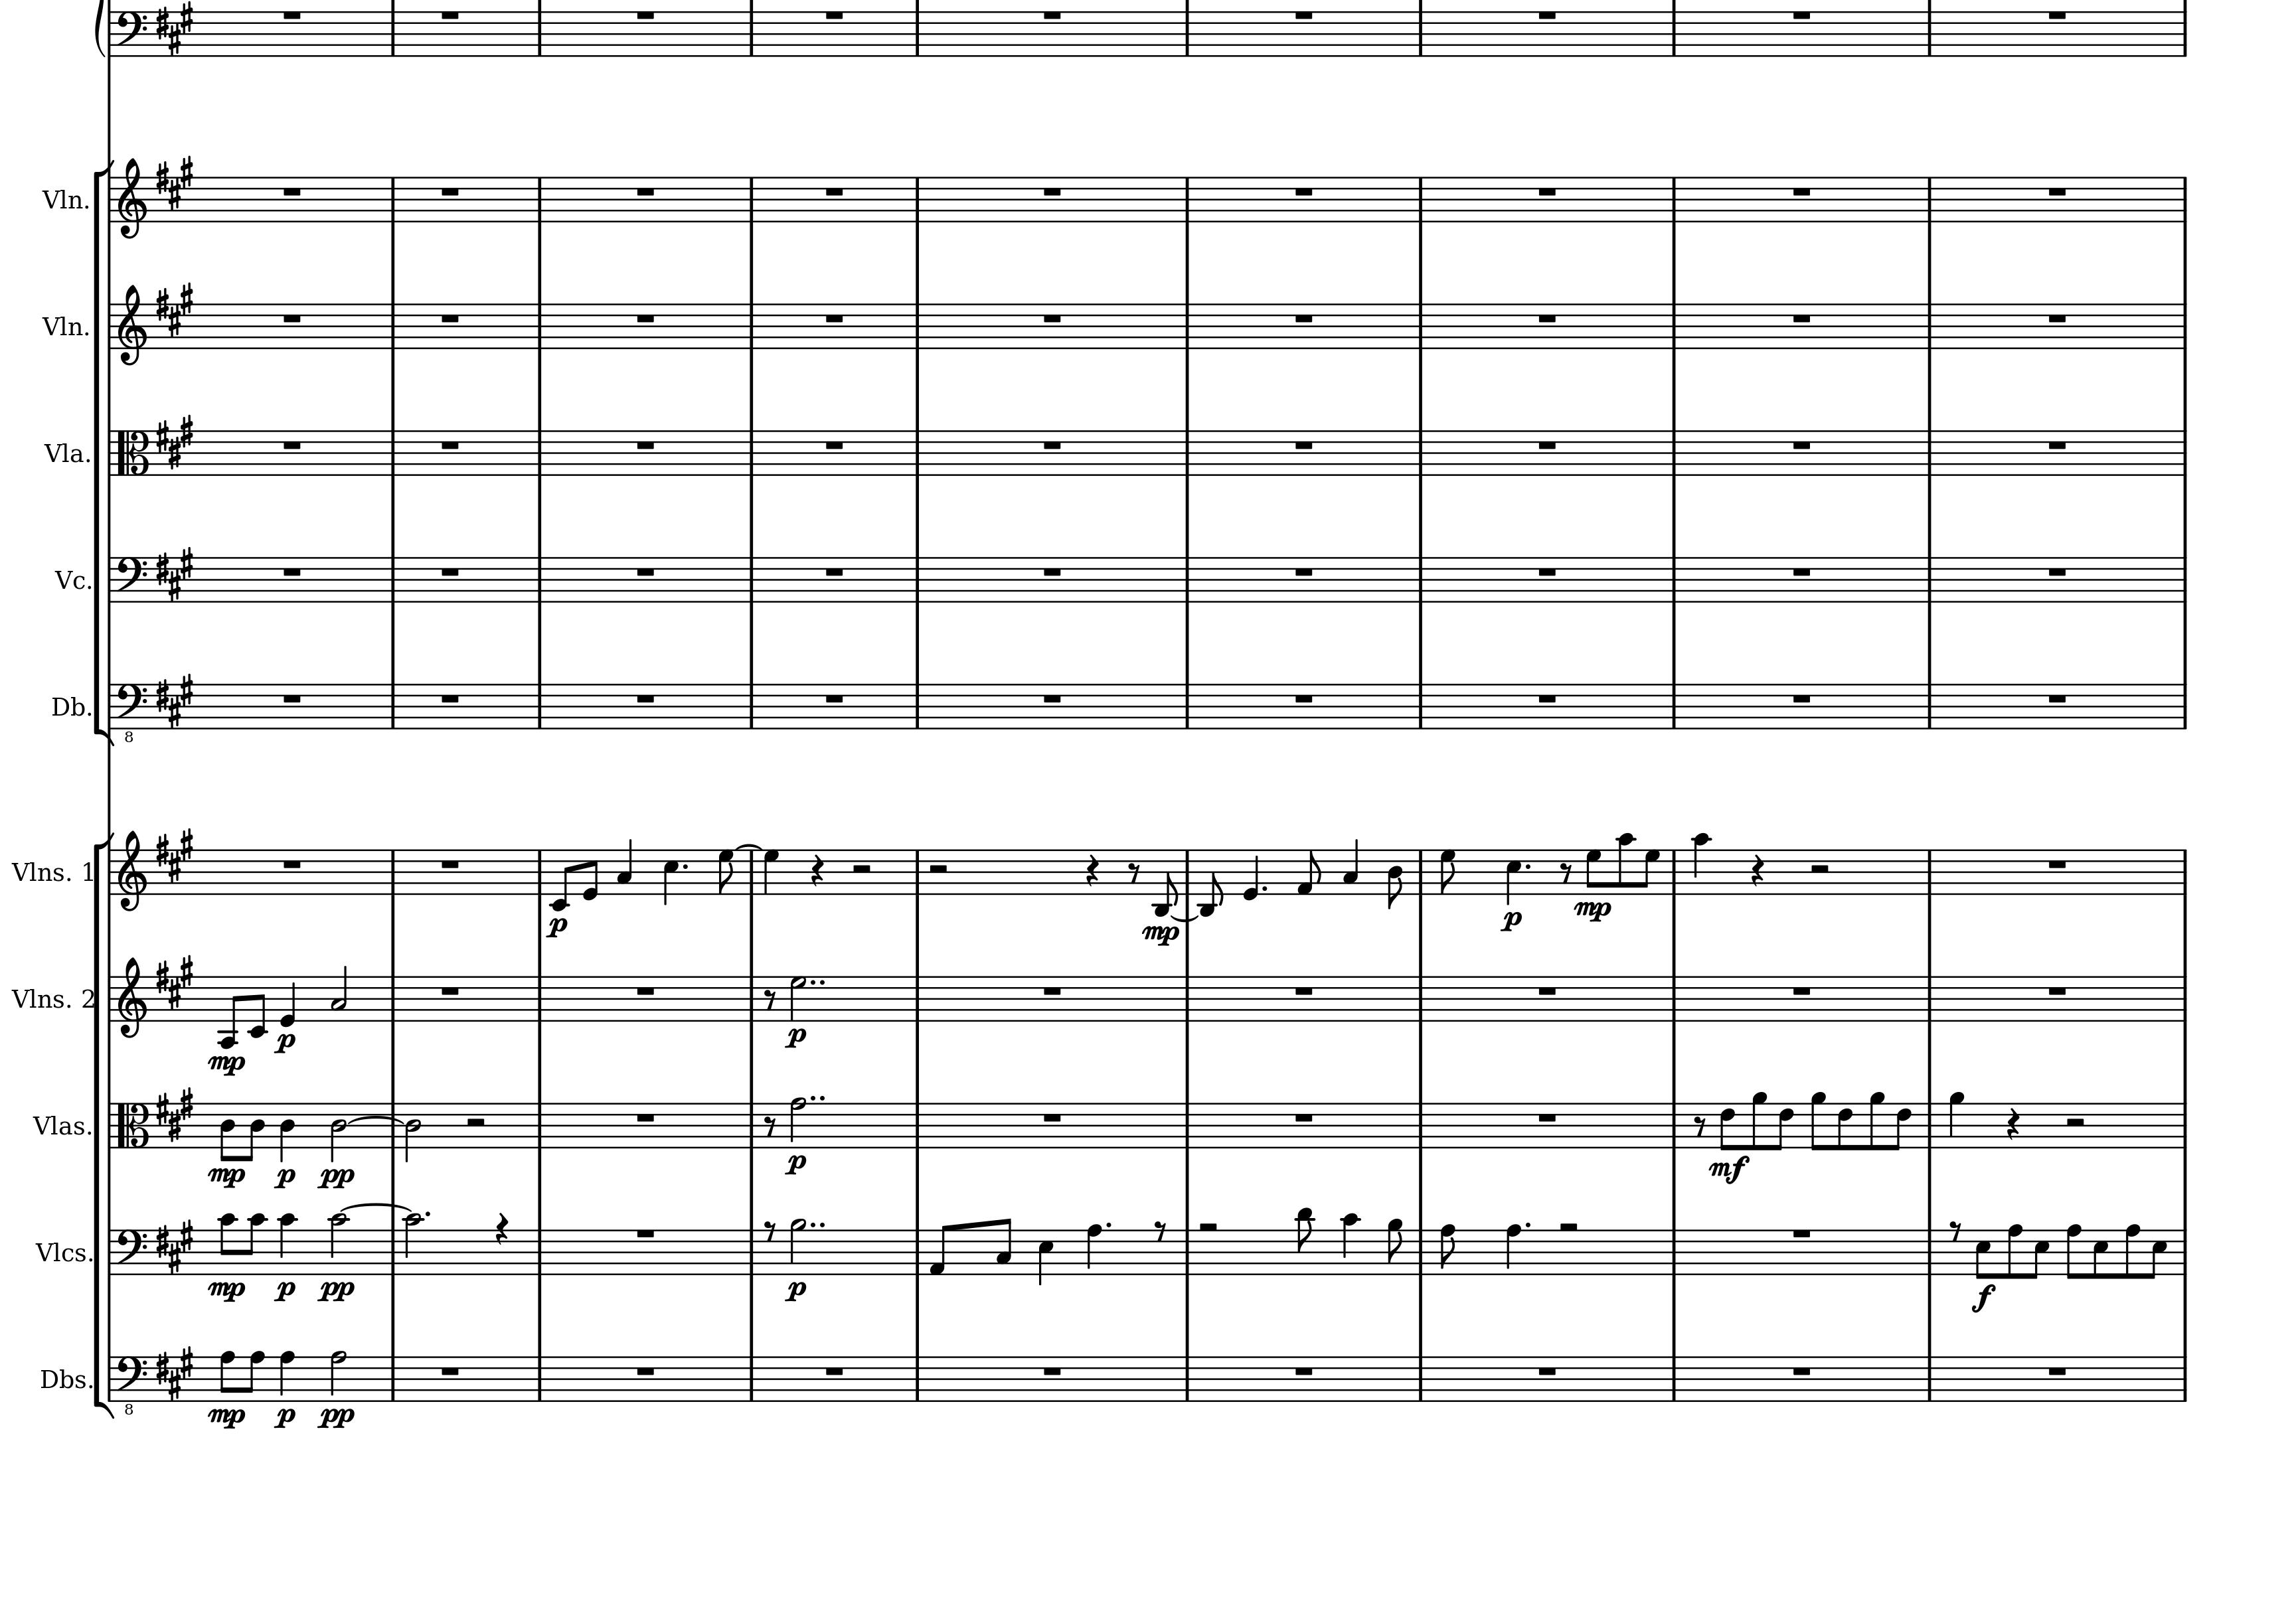 Vln.
Vln.
Vla.
Vc.
Db.
8
Vlns. 1
p
mp
p
mp
Vlns. 2
mp p
p
Vlas.
mp p pp
p
mf
Vlcs.
mp p pp
p
f
Dbs.
8
mp p pp